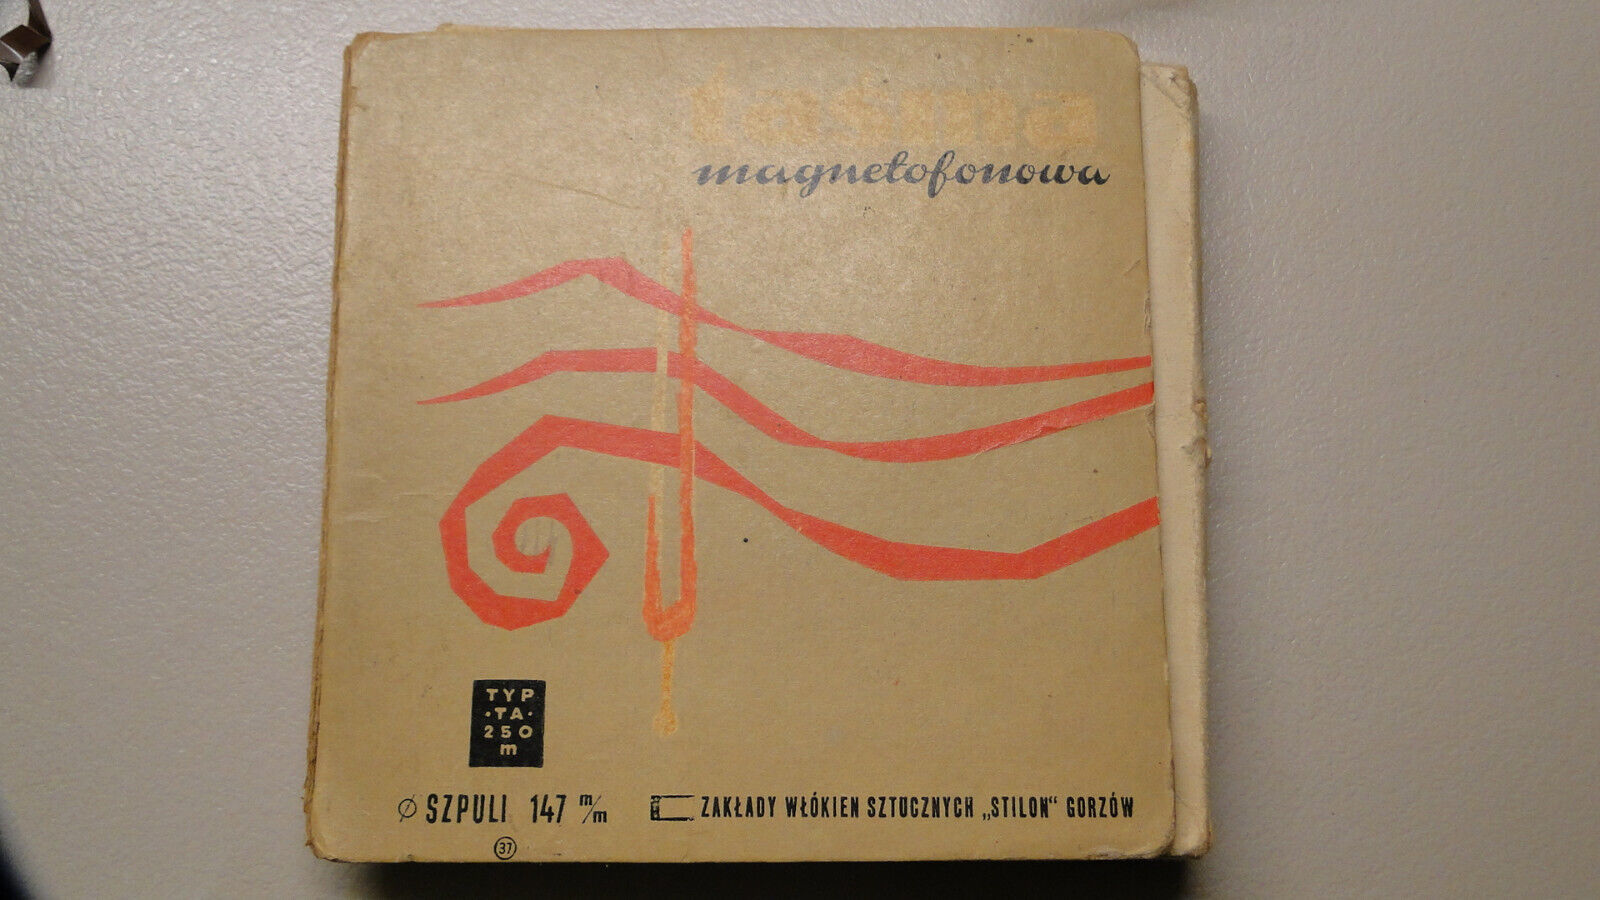 taśma
magnetofonowa
TYP
·TA·
250
m
⌀ SZPULI 147 m/m
ZAKŁADY WŁÓKIEN SZTUCZNYCH „STILON“ GORZÓW
37